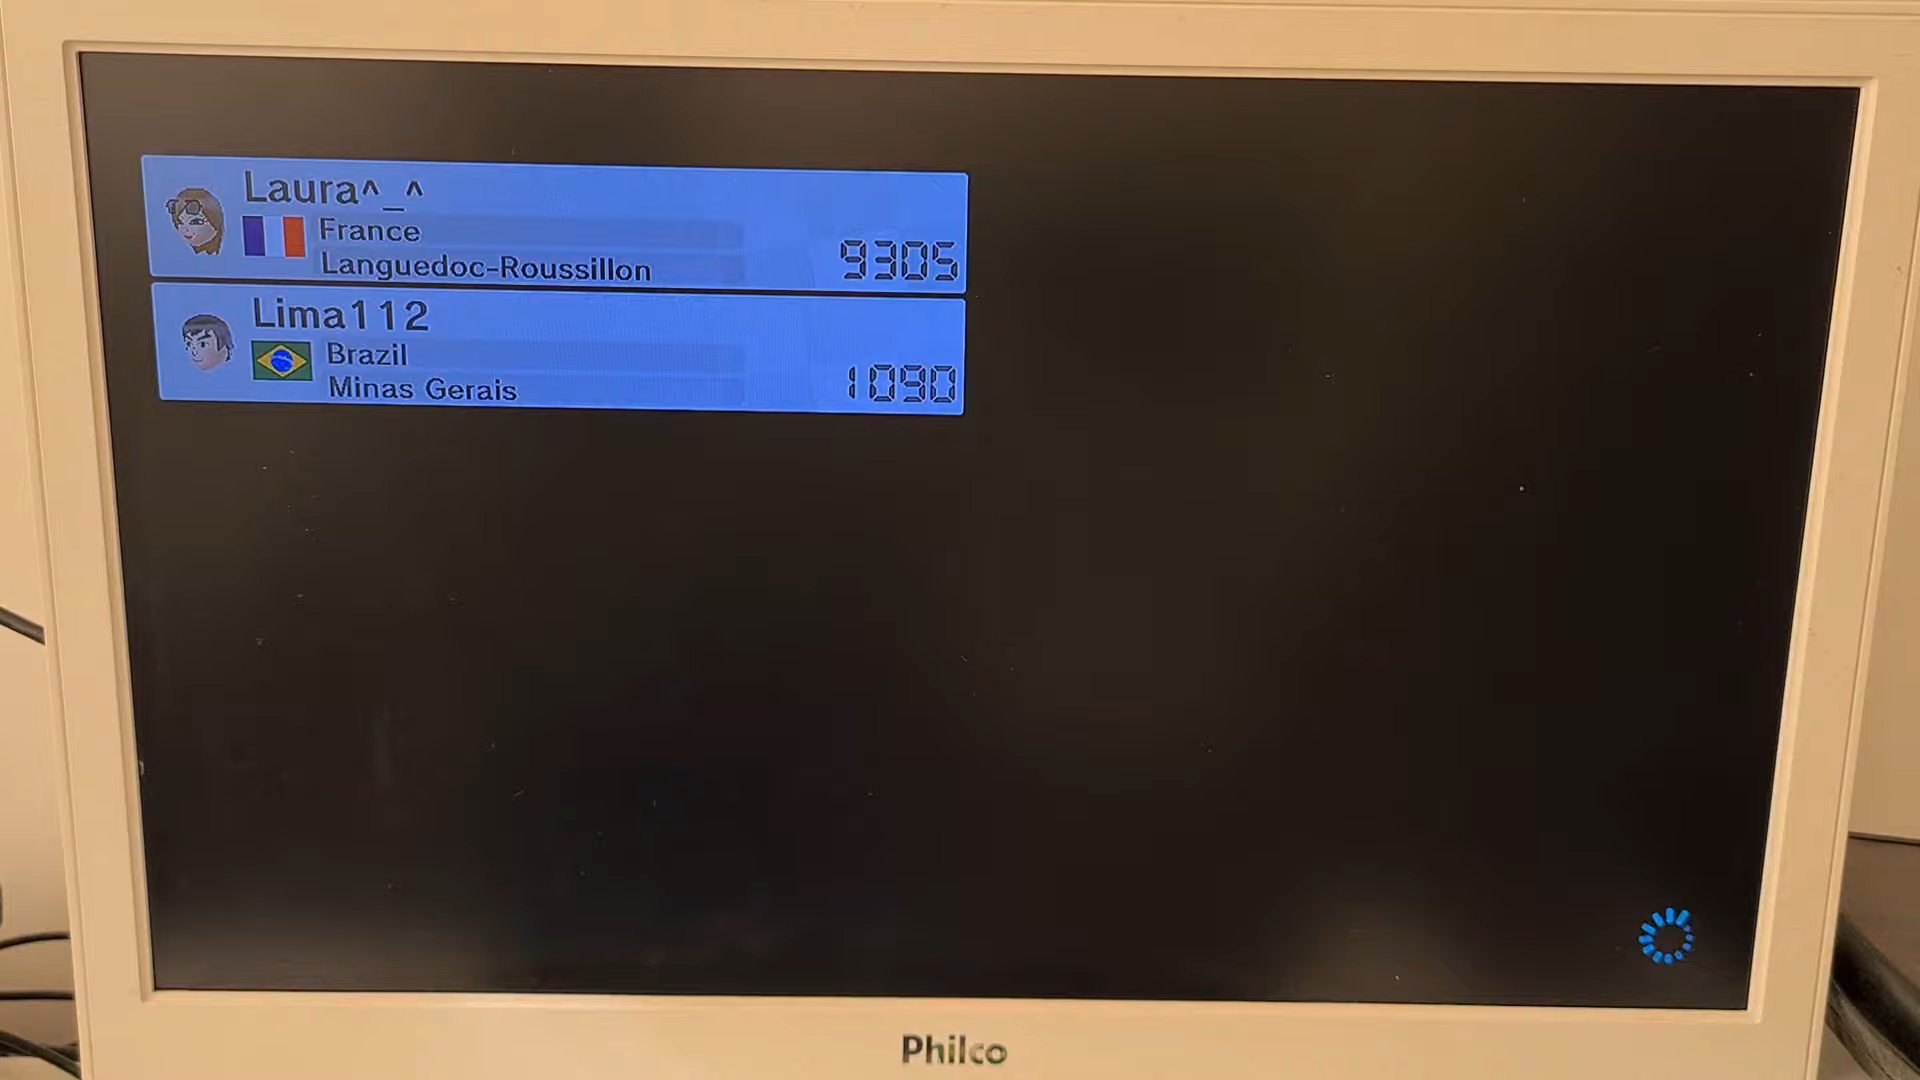 Laura^_^
France
Languedoc-Roussillon
9305
Lima112
Brazil
Minas Gerais
1090
Philco